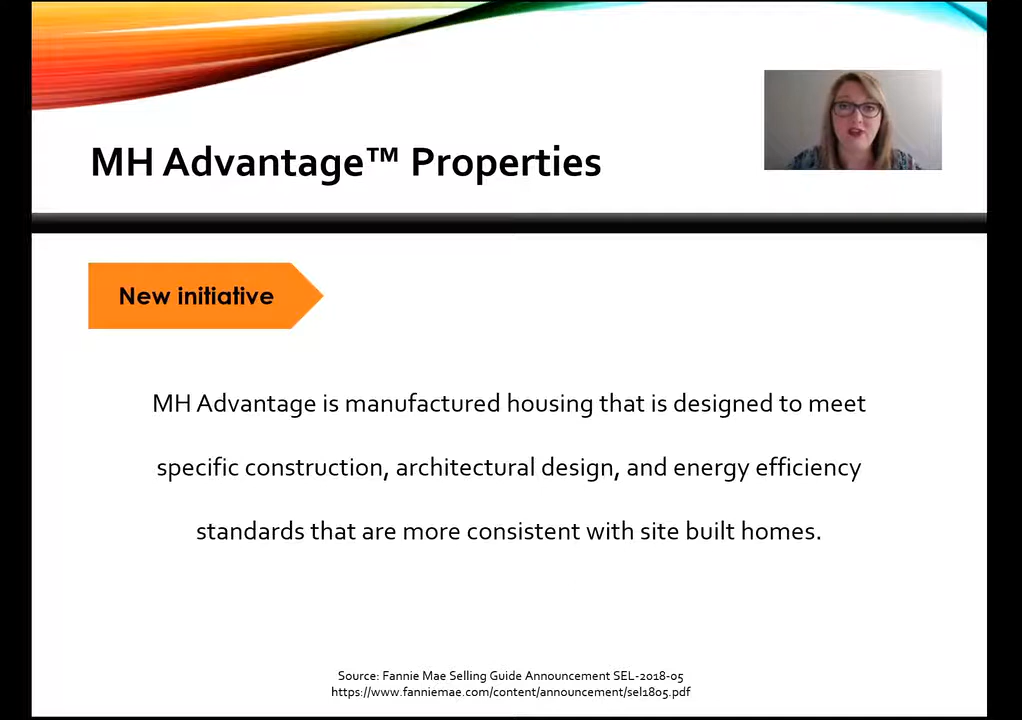 MH Advantage™ Properties
New initiative
MH Advantage is manufactured housing that is designed to meet
specific construction, architectural design, and energy efficiency
standards that are more consistent with site built homes.
Source: Fannie Mae Selling Guide Announcement SEL-2018-05
https://www.fanniemae.com/content/announcement/sel1805.pdf